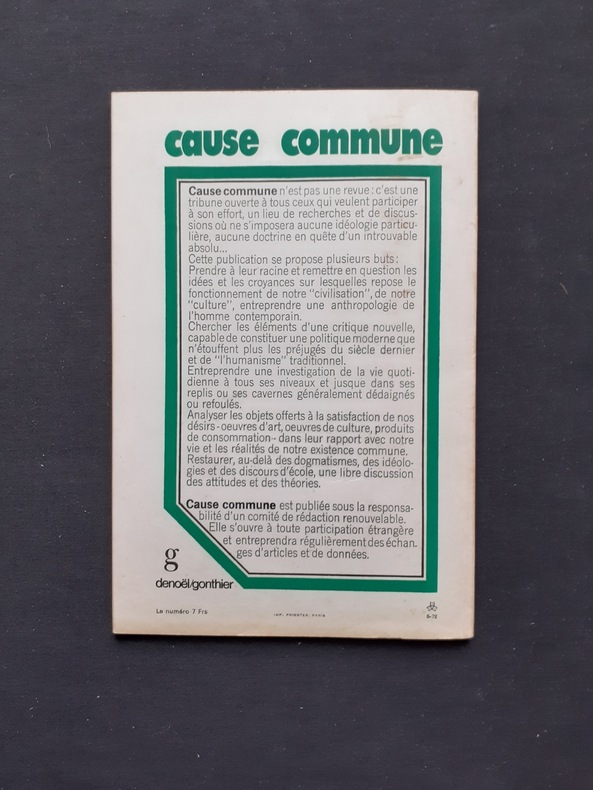 cause commune
Cause commune n'est pas une revue : c'est une
tribune ouverte à tous ceux qui veulent participer
à son effort, un lieu de recherches et de discus-
sions où ne s'imposera aucune idéologie particu-
lière, aucune doctrine en quête d'un introuvable
absolu...
Cette publication se propose plusieurs buts :
Prendre à leur racine et remettre en question les
idées et les croyances sur lesquelles repose le
fonctionnement de notre "civilisation", de notre
"culture", entreprendre une anthropologie de
l'homme contemporain.
Chercher les éléments d'une critique nouvelle,
capable de constituer une politique moderne que
n'étouffent plus les préjugés du siècle dernier
et de "l'humanisme" traditionnel.
Entreprendre une investigation de la vie quoti-
dienne à tous ses niveaux et jusque dans ses
replis ou ses cavernes généralement dédaignés
ou refoulés.
Analyser les objets offerts à la satisfaction de nos
désirs - oeuvres d'art, oeuvres de culture, produits
de consommation - dans leur rapport avec notre
vie et les réalités de notre existence commune.
Restaurer, au-delà des dogmatismes, des idéolo-
gies et des discours d'école, une libre discussion
des attitudes et des théories.
Cause commune est publiée sous la responsa-
bilité d'un comité de rédaction renouvelable.
Elle s'ouvre à toute participation étrangère
et entreprendra régulièrement des échan.
ges d'articles et de données.
g
denoël/gonthier
Le numéro 7 Frs
PARIS